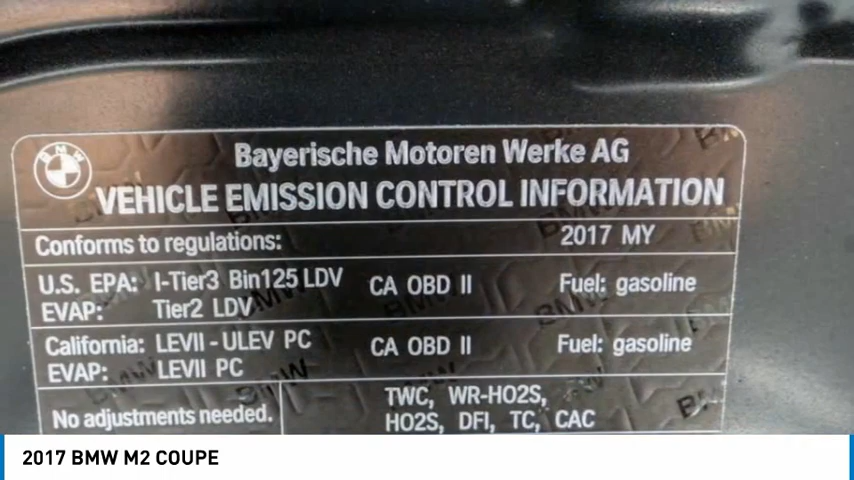 BMW
Bayerische Motoren Werke AG
VEHICLE EMISSION CONTROL INFORMATION
Conforms to regulations: 2017 MY
U.S. EPA: I-Tier3 Bin125 LDV CA OBD II Fuel: gasoline
EVAP: Tier2 LDV
California: LEVII - ULEV PC CA OBD II Fuel: gasoline
EVAP: LEVII PC
No adjustments needed. TWC, WR-HO2S,
HO2S, DFI, TC, CAC
2017 BMW M2 COUPE